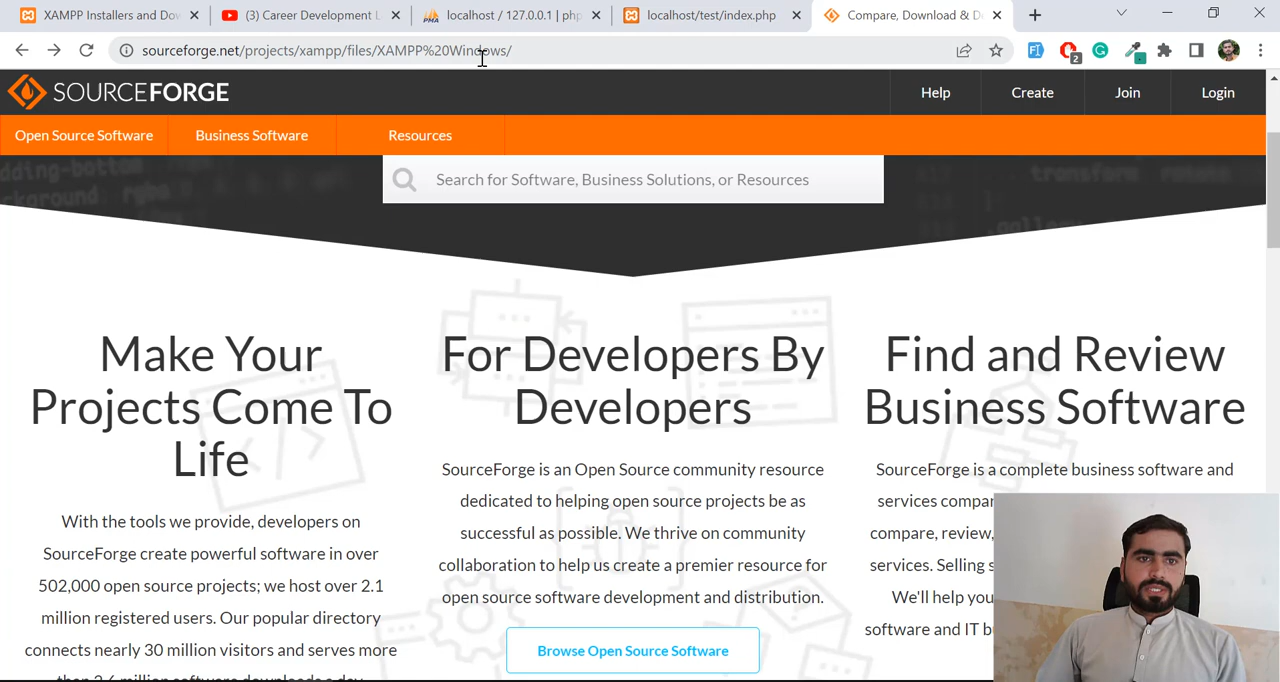 XAMPP Installers and Dow
(3) Career Development L
localhost / 127.0.0.1 | php
localhost/test/index.php
Compare, Download & D
sourceforge.net/projects/xampp/files/XAMPP%20Windows/
2
SOURCEFORGE
Help
Create
Join
Login
Open Source Software
Business Software
Resources
Search for Software, Business Solutions, or Resources
Make Your
Projects Come To
Life
With the tools we provide, developers on
SourceForge create powerful software in over
502,000 open source projects; we host over 2.1
million registered users. Our popular directory
connects nearly 30 million visitors and serves more
than 2.6 million software downloads a day
For Developers By
Developers
SourceForge is an Open Source community resource
dedicated to helping open source projects be as
successful as possible. We thrive on community
collaboration to help us create a premier resource for
open source software development and distribution.
Browse Open Source Software
Find and Review
Business Software
SourceForge is a complete business software and
services compar
compare, review,
services. Selling s
We'll help you
software and IT b